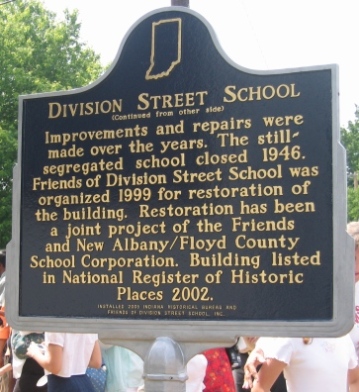 DIVISION STREET SCHOOL
(Continued from other side)
Improvements and repairs were
made over the years. The still-
segregated school closed 1946.
Friends of Division Street School was
organized 1999 for restoration of
the building. Restoration has been
a joint project of the Friends
and New Albany/Floyd County
School Corporation. Building listed
in National Register of Historic
Places 2002.
INSTALLED 2005 INDIANA HISTORICAL BUREAU AND
FRIENDS OF DIVISION STREET SCHOOL, INC.